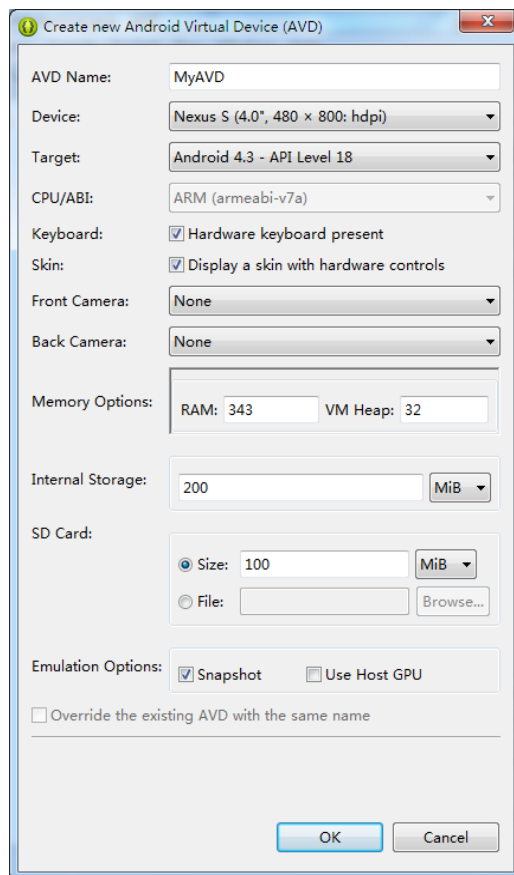 Create new Android Virtual Device (AVD)
AVD Name: MyAVD
Device: Nexus S (4.0", 480 × 800: hdpi)
Target: Android 4.3 - API Level 18
CPU/ABI: ARM (armeabi-v7a)
Keyboard: Hardware keyboard present
Skin: Display a skin with hardware controls
Front Camera: None
Back Camera: None
Memory Options: RAM: 343 VM Heap: 32
Internal Storage: 200 MiB
SD Card:
Size: 100 MiB
File: Browse...
Emulation Options: Snapshot Use Host GPU
Override the existing AVD with the same name
OK Cancel